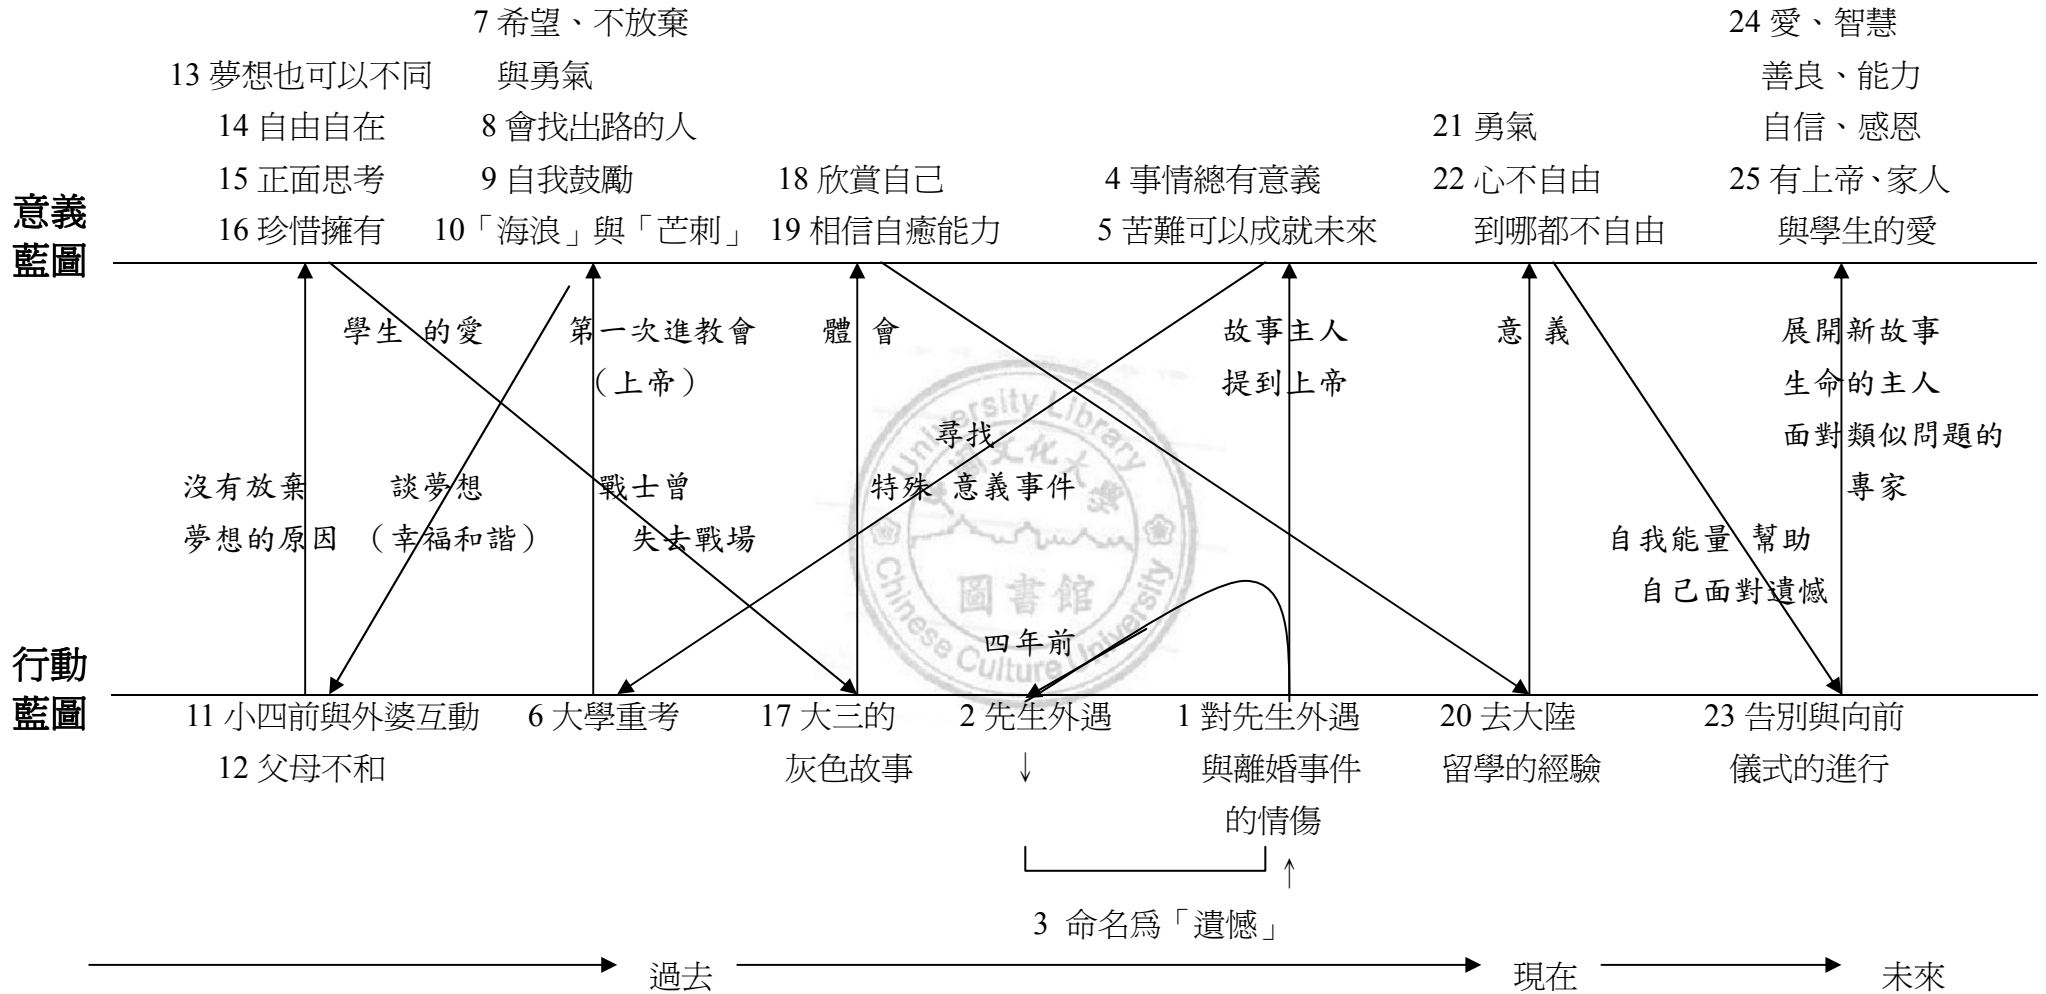 7 希望、不放棄
與勇氣
8 會找出路的人
9 自我鼓勵
10「海浪」與「芒刺」
13 夢想也可以不同
14 自由自在
15 正面思考
16 珍惜擁有
18 欣賞自己
19 相信自癒能力
4 事情總有意義
5 苦難可以成就未來
21 勇氣
22 心不自由
到哪都不自由
24 愛、智慧
善良、能力
自信、感恩
25 有上帝、家人
與學生的愛
意義
藍圖
學生 的愛
第一次進教會
（上帝）
體 會
故事主人
提到上帝
意 義
展開新故事
生命的主人
面對類似問題的
專家
尋找
特殊 意義事件
沒有放棄
夢想的原因
談夢想
（幸福和諧）
戰士曾
失去戰場
自我能量 幫助
自己面對遺憾
四年前
University Library
文化大學
圖書館
Chinese Culture University
行動
藍圖
11 小四前與外婆互動
12 父母不和
6 大學重考
17 大三的
灰色故事
2 先生外遇
↓
1 對先生外遇
與離婚事件
的情傷
↑
20 去大陸
留學的經驗
23 告別與向前
儀式的進行
3 命名爲「遺憾」
過去
現在
未來